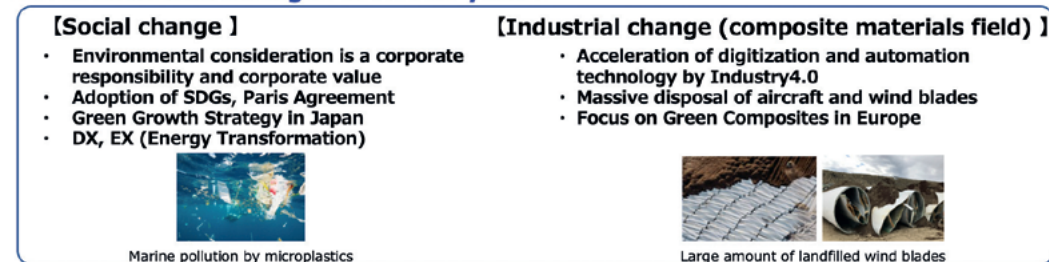 【Social change】
・ Environmental consideration is a corporate
responsibility and corporate value
・ Adoption of SDGs, Paris Agreement
・ Green Growth Strategy in Japan
・ DX, EX (Energy Transformation)
Marine pollution by microplastics
【Industrial change (composite materials field) 】
・ Acceleration of digitization and automation
technology by Industry4.0
・ Massive disposal of aircraft and wind blades
・ Focus on Green Composites in Europe
Large amount of landfilled wind blades